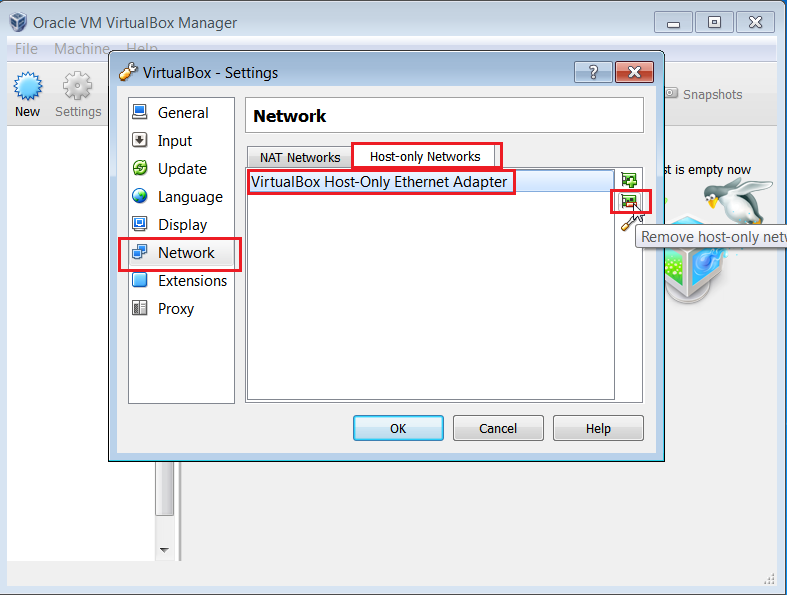 Oracle VM VirtualBox Manager
File Machine Help
New
Settings
Snapshots
VirtualBox - Settings
?
General
Input
Update
Language
Display
Network
Extensions
Proxy
Network
NAT Networks
Host-only Networks
VirtualBox Host-Only Ethernet Adapter
is empty now
Remove host-only
OK
Cancel
Help